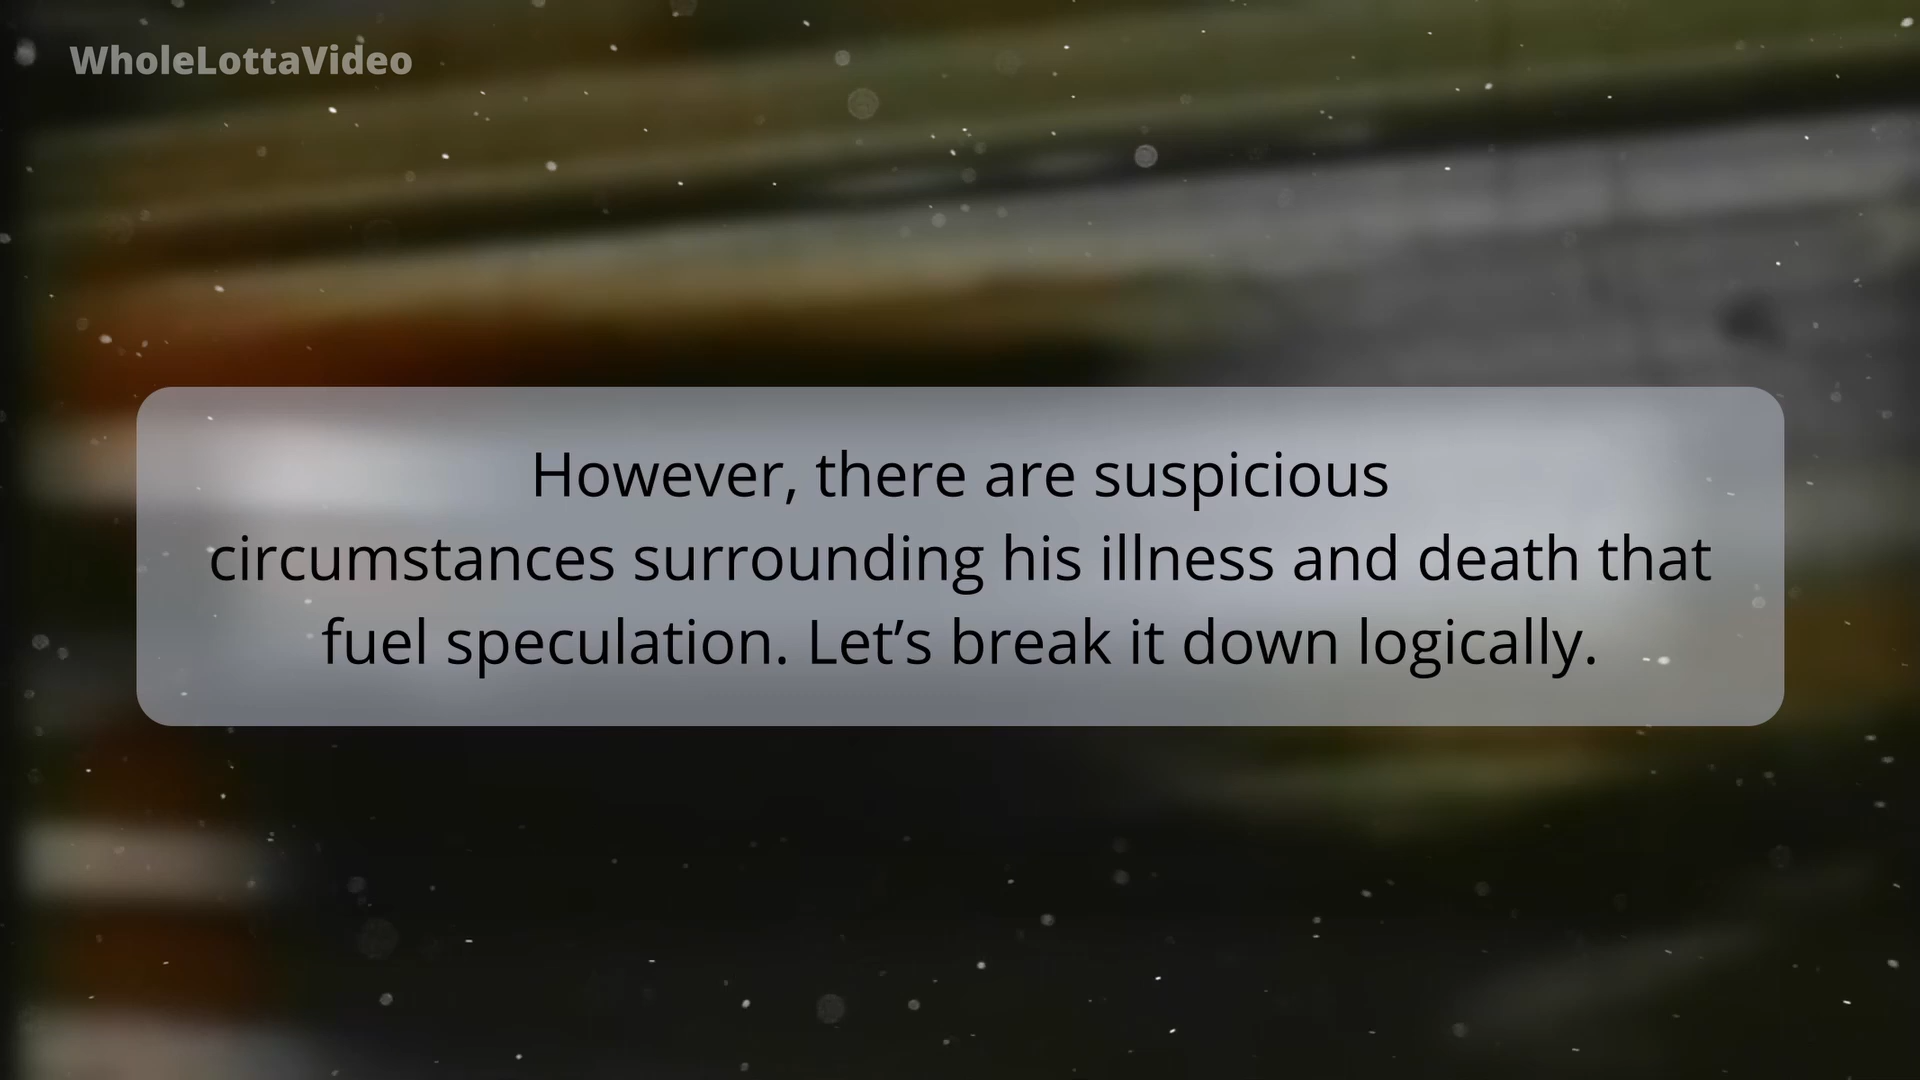 WholeLottaVideo
However, there are suspicious
circumstances surrounding his illness and death that
fuel speculation. Let’s break it down logically.